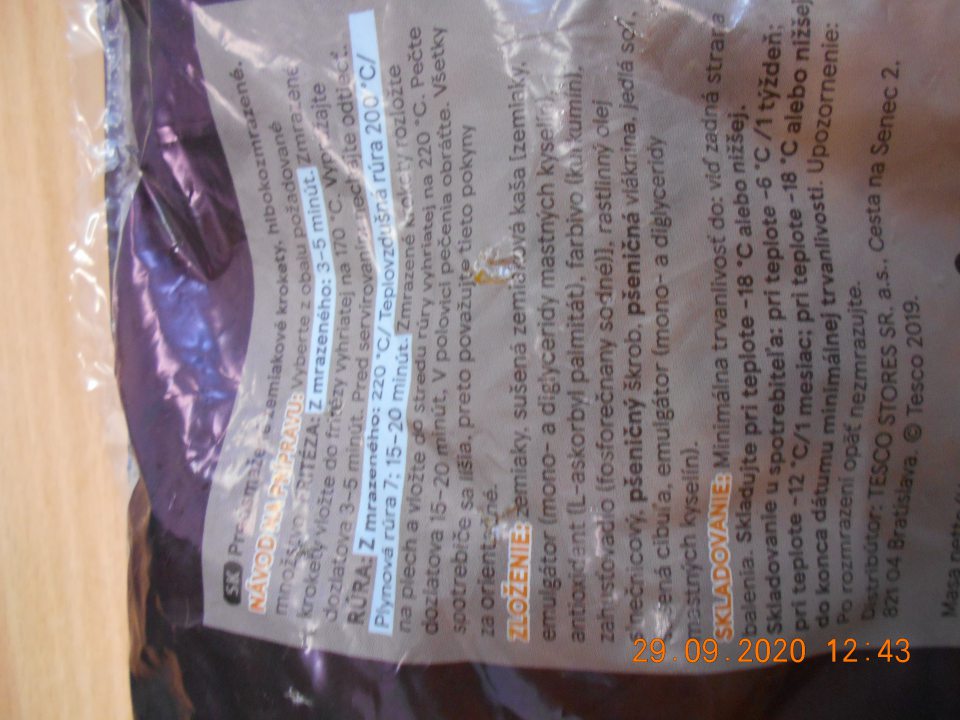 SK Predsmažené zemiakové krokety, hlbokozmrazené.
NÁVOD NA PRÍPRAVU: Vyberte z obalu požadované
množstvo FRITÉZA: Z mrazeného: 3-5 minút. Zmrazené
krokety vložte do fritézy vyhriatej na 170 °C. Vyprážajte
dozlatova 3-5 minút. Pred servírovaním nechajte odtiecť.
RÚRA: Z mrazeného: 220 °C/ Teplovzdušná rúra 200 °C/
Plynová rúra 7: 15-20 minút. Zmrazené krokety rozložte
na plech a vložte do stredu rúry vyhriatej na 220 °C. Pečte
dozlatova 15-20 minút. V polovici pečenia obráťte. Všetky
spotrebiče sa líšia, preto považujte tieto pokyny
za orientačné.
ZLOŽENIE: zemiaky, sušená zemiaková kaša [zemiaky,
emulgátor (mono- a diglyceridy mastných kyselín),
antioxidant (L-askorbyl palmitát), farbivo (kurkumín),
zahusťovadlo (fosforečnany sodné)], rastlinný olej
slnečnicový, pšeničný škrob, pšeničná vláknina, jedlá soľ,
sušená cibuľa, emulgátor (mono- a diglyceridy
mastných kyselín).
SKLADOVANIE: Minimálna trvanlivosť do: viď zadná strana
balenia. Skladujte pri teplote -18 °C alebo nižšej.
Skladovanie u spotrebiteľa: pri teplote -6 °C /1 týždeň;
pri teplote -12 °C/1 mesiac; pri teplote -18 °C alebo nižšej
do konca dátumu minimálnej trvanlivosti. Upozornenie:
Po rozmrazení opäť nezmrazujte.
Distribútor: TESCO STORES SR, a.s., Cesta na Senec 2,
821 04 Bratislava. © Tesco 2019.
29.09.2020 12:43